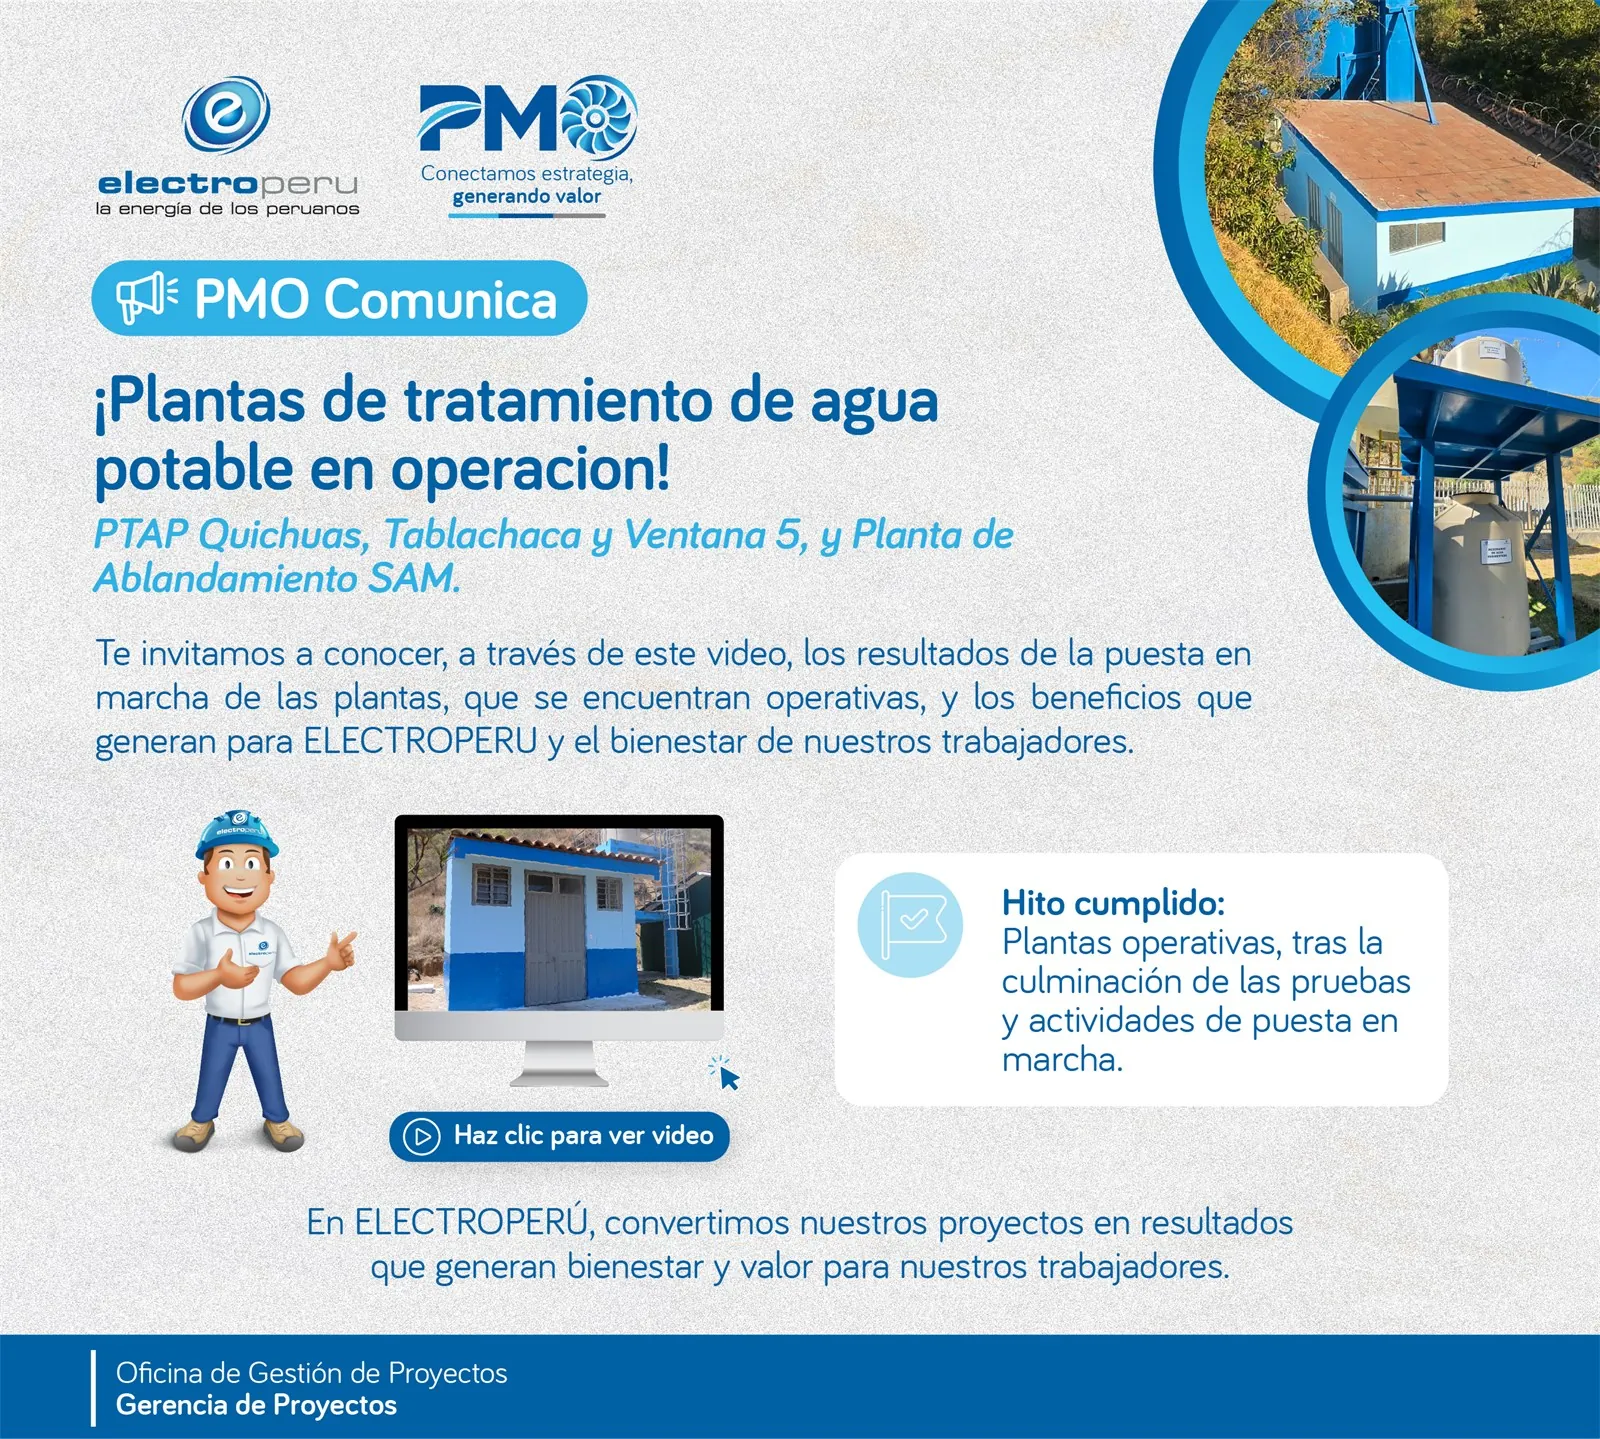 electroperu
la energía de los peruanos
PMO
Conectamos estrategia,
generando valor
PMO Comunica
¡Plantas de tratamiento de agua
potable en operacion!
PTAP Quichuas, Tablachaca y Ventana 5, y Planta de
Ablandamiento SAM.
Te invitamos a conocer, a través de este video, los resultados de la puesta en
marcha de las plantas, que se encuentran operativas, y los beneficios que
generan para ELECTROPERU y el bienestar de nuestros trabajadores.
electroperu
Haz clic para ver video
Hito cumplido:
Plantas operativas, tras la
culminación de las pruebas
y actividades de puesta en
marcha.
En ELECTROPERÚ, convertimos nuestros proyectos en resultados
que generan bienestar y valor para nuestros trabajadores.
Oficina de Gestión de Proyectos
Gerencia de Proyectos